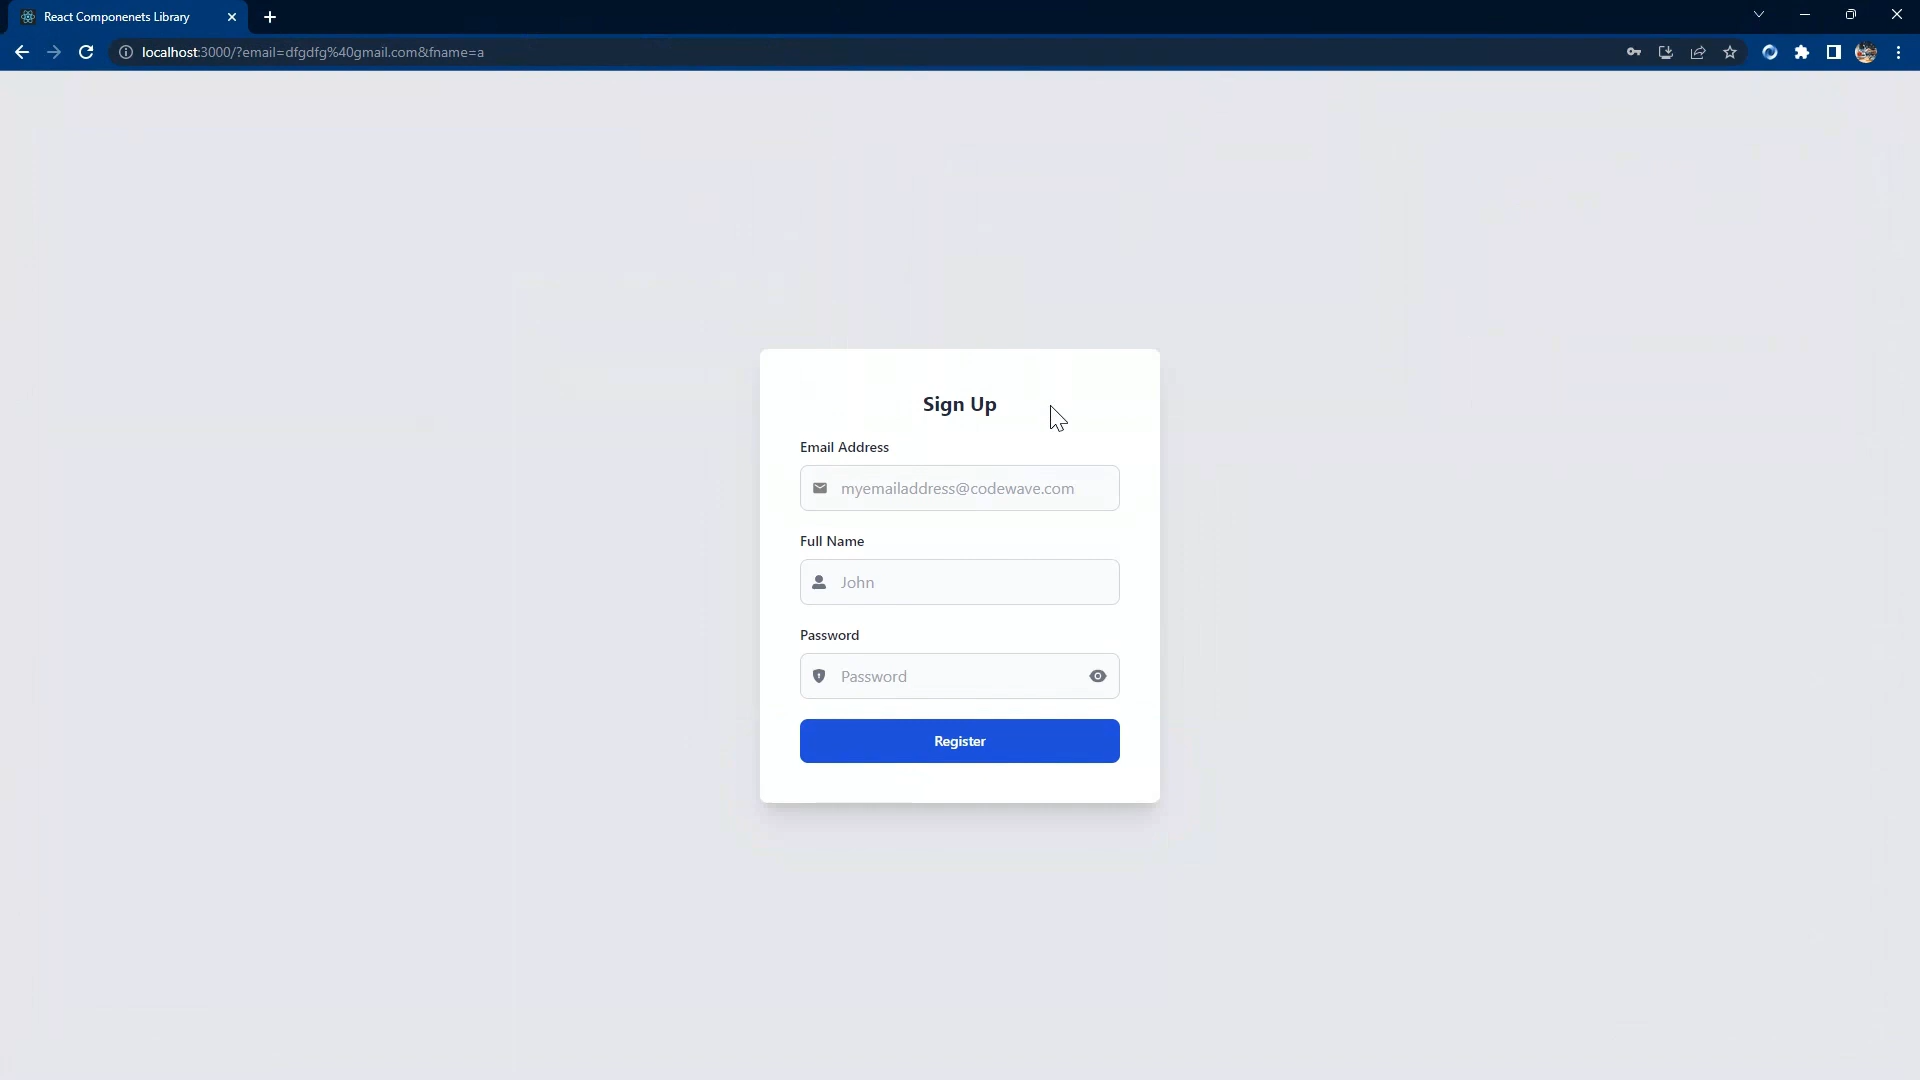 React Componenets Library
localhost:3000/?email=dfgdfg%40gmail.com&fname=a
Sign Up
Email Address
myemailaddress@codewave.com
Full Name
John
Password
Password
Register